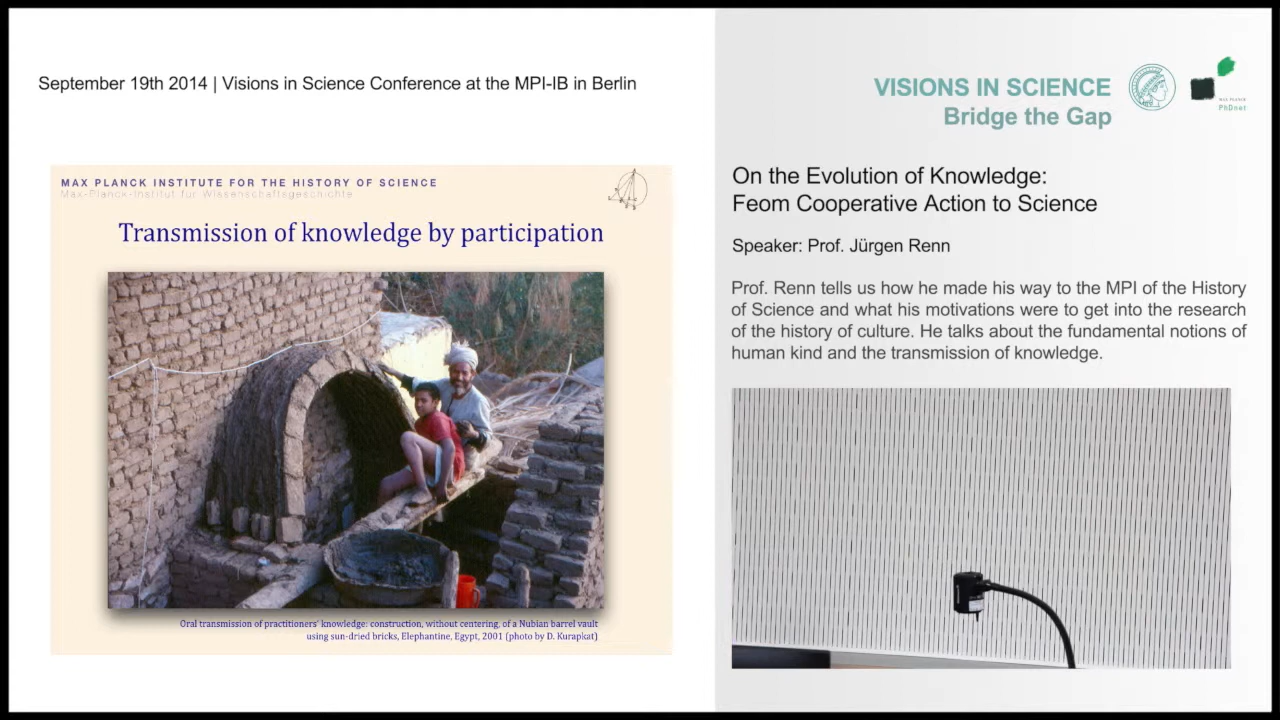 September 19th 2014 | Visions in Science Conference at the MPI-IB in Berlin
MAX PLANCK INSTITUTE FOR THE HISTORY OF SCIENCE
Max-Planck-Institut für Wissenschaftsgeschichte
Transmission of knowledge by participation
Oral transmission of practitioners' knowledge: construction, without centering, of a Nubian barrel vault
using sun-dried bricks, Elephantine, Egypt, 2001 (photo by D. Kurapkat)
VISIONS IN SCIENCE
Bridge the Gap
MAX PLANCK
PhDnet
On the Evolution of Knowledge:
Feom Cooperative Action to Science
Speaker: Prof. Jürgen Renn
Prof. Renn tells us how he made his way to the MPI of the History
of Science and what his motivations were to get into the research
of the history of culture. He talks about the fundamental notions of
human kind and the transmission of knowledge.